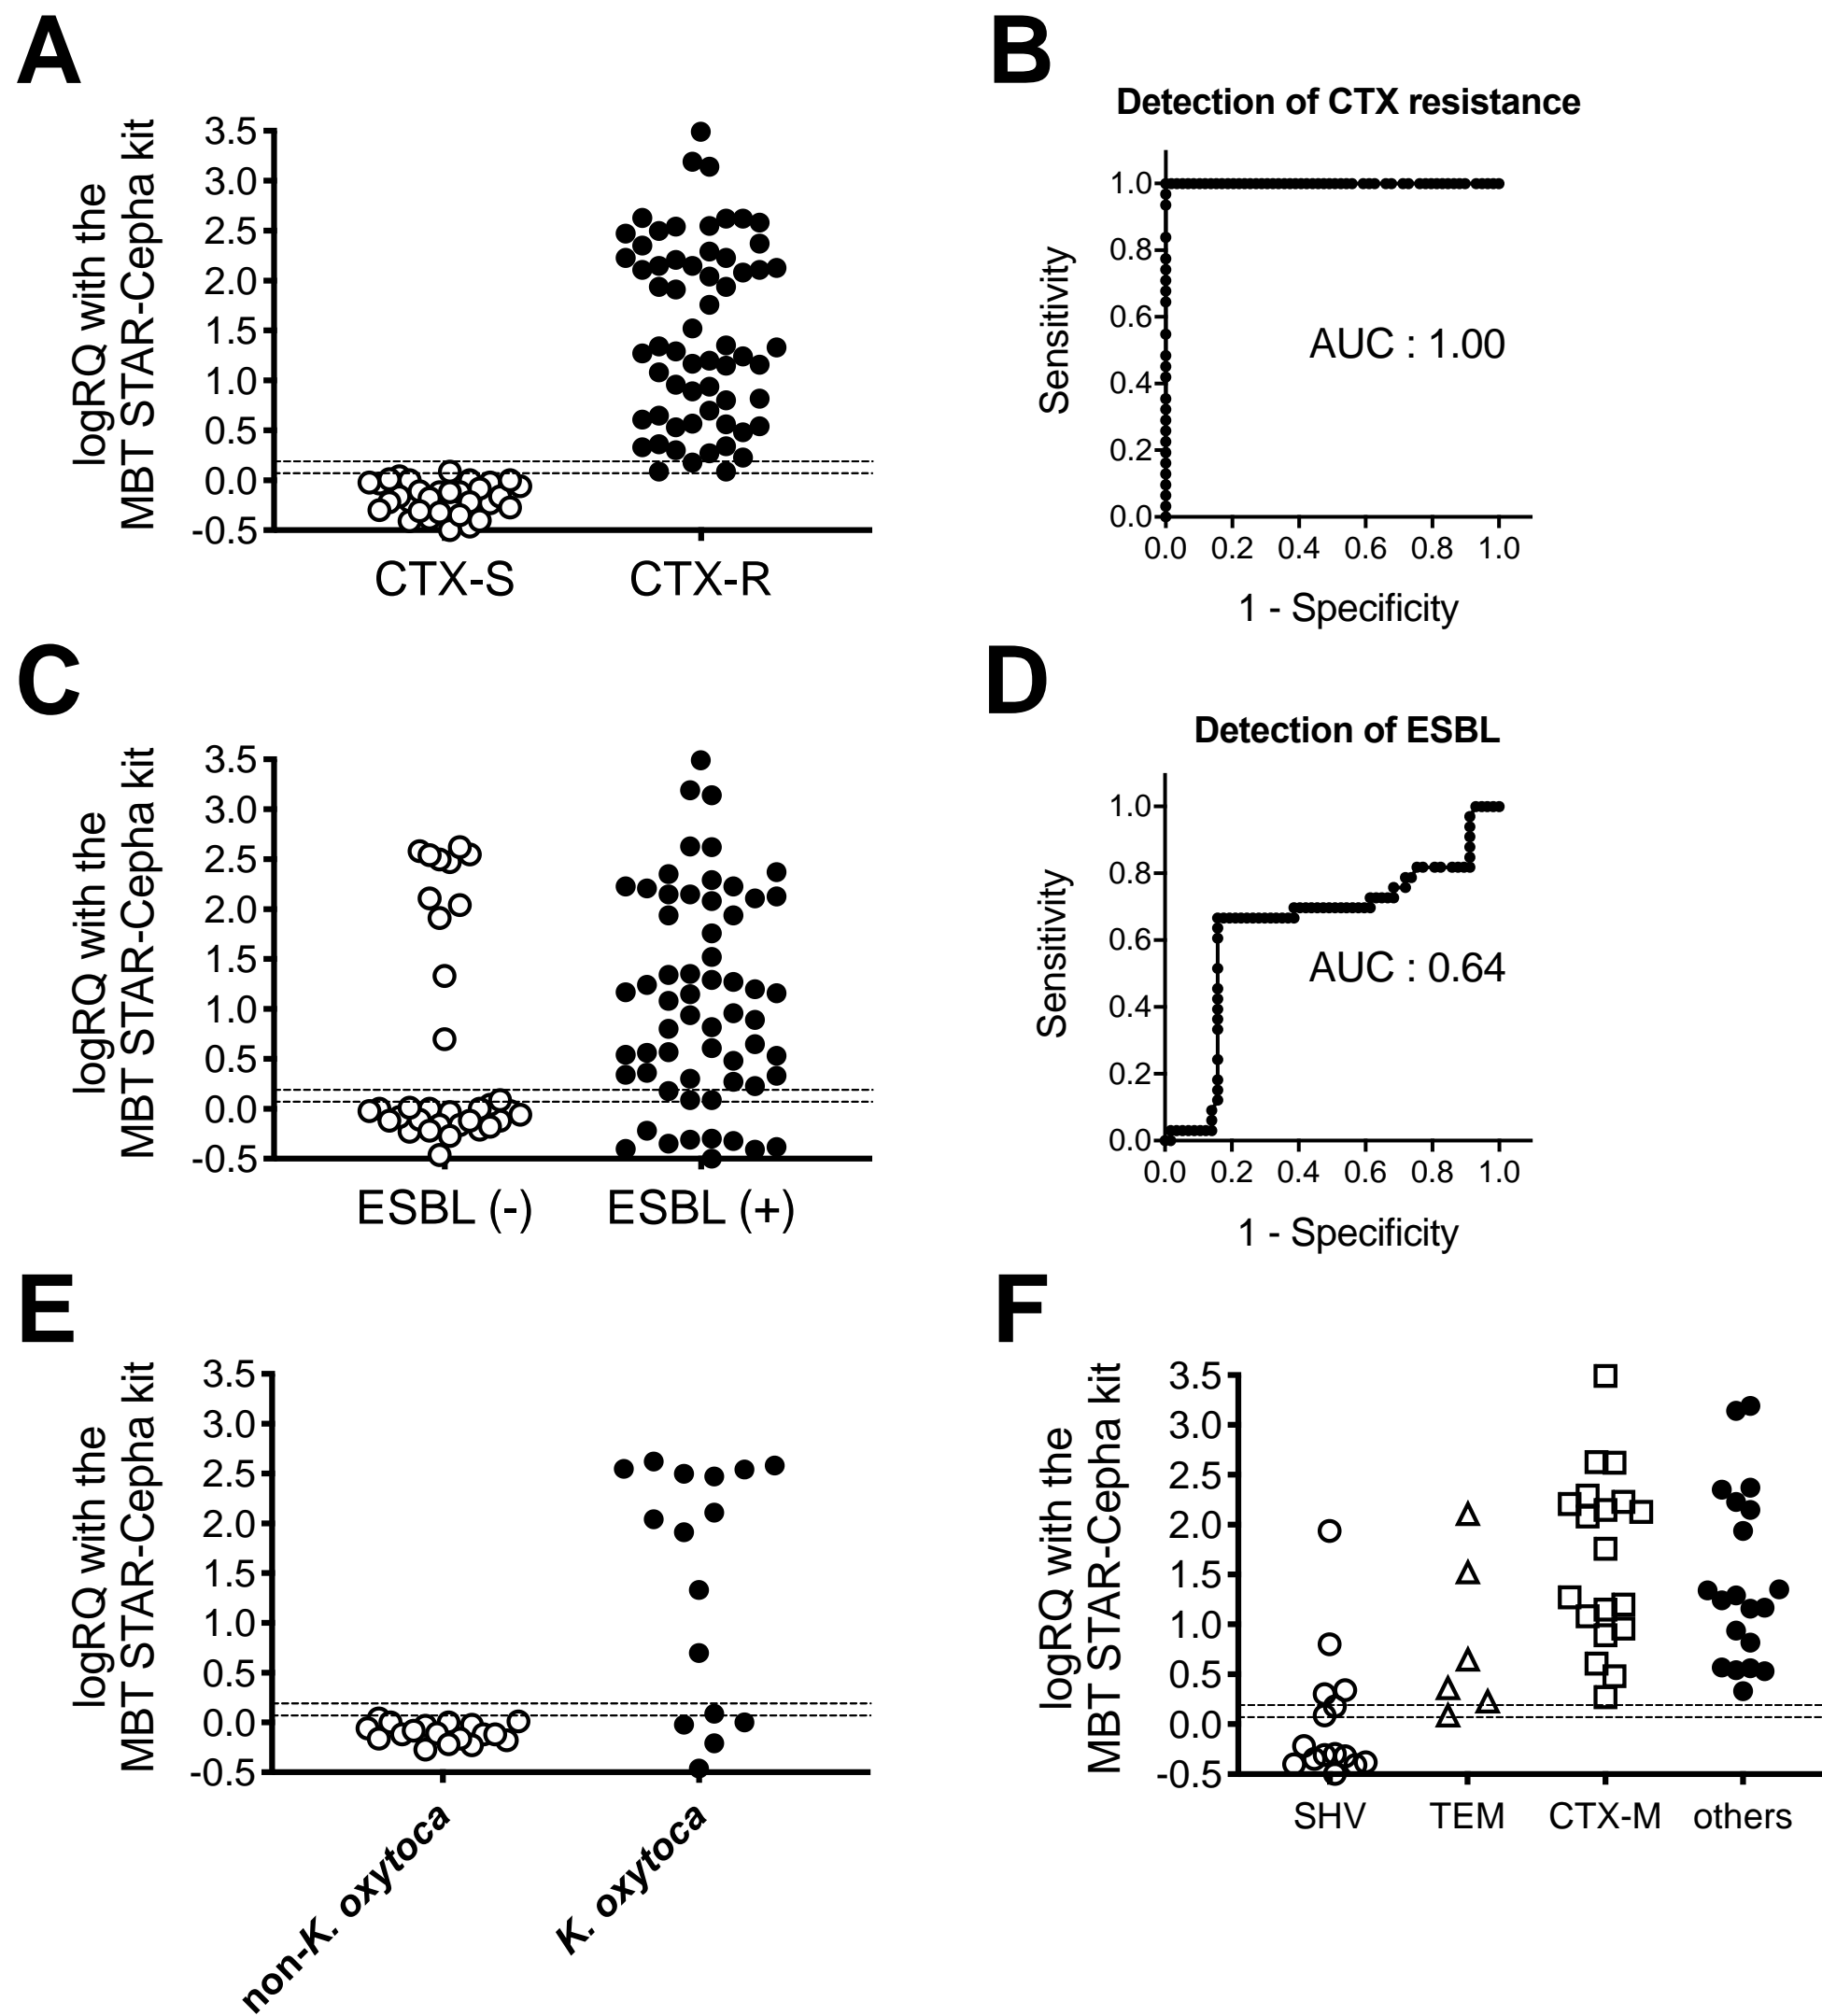 A
logRQ with the
MBT STAR-Cepha kit
3.5
3.0
2.5
2.0
1.5
1.0
0.5
0.0
-0.5
CTX-S CTX-R
B
Detection of CTX resistance
Sensitivity
1.0
0.8
0.6
0.4
0.2
0.0
AUC : 1.00
0.0 0.2 0.4 0.6 0.8 1.0
1 - Specificity
C
logRQ with the
MBT STAR-Cepha kit
3.5
3.0
2.5
2.0
1.5
1.0
0.5
0.0
-0.5
ESBL (-) ESBL (+)
D
Detection of ESBL
Sensitivity
1.0
0.8
0.6
0.4
0.2
0.0
AUC : 0.64
0.0 0.2 0.4 0.6 0.8 1.0
1 - Specificity
E
logRQ with the
MBT STAR-Cepha kit
3.5
3.0
2.5
2.0
1.5
1.0
0.5
0.0
-0.5
non-K. oxytoca
K. oxytoca
F
logRQ with the
MBT STAR-Cepha kit
3.5
3.0
2.5
2.0
1.5
1.0
0.5
0.0
-0.5
SHV TEM CTX-M others